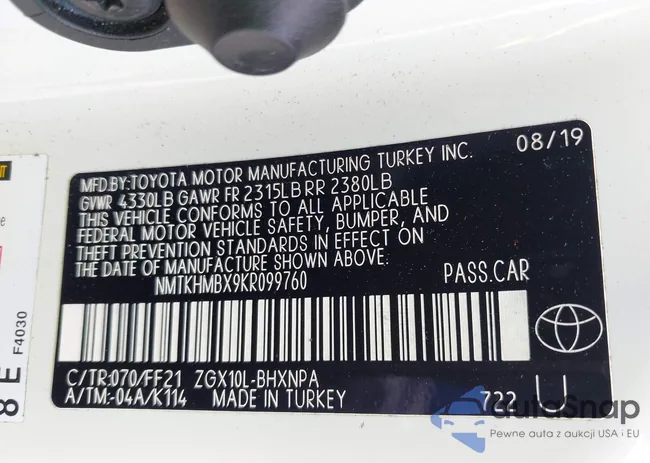 08/19
MFD.BY:TOYOTA MOTOR MANUFACTURING TURKEY INC.
GVWR 4330LB GAWR FR 2315LB RR 2380LB
THIS VEHICLE CONFORMS TO ALL APPLICABLE
FEDERAL MOTOR VEHICLE SAFETY, BUMPER, AND
THEFT PREVENTION STANDARDS IN EFFECT ON
THE DATE OF MANUFACTURE SHOWN ABOVE.
NMTKHMBX9KR099760 PASS.CAR
C/TR:070/FF21 ZGX10L-BHXNPA
A/TM:-04A/K114 MADE IN TURKEY 722 U
8 E
F4030
autoSnap
Pewne auta z aukcji USA i EU